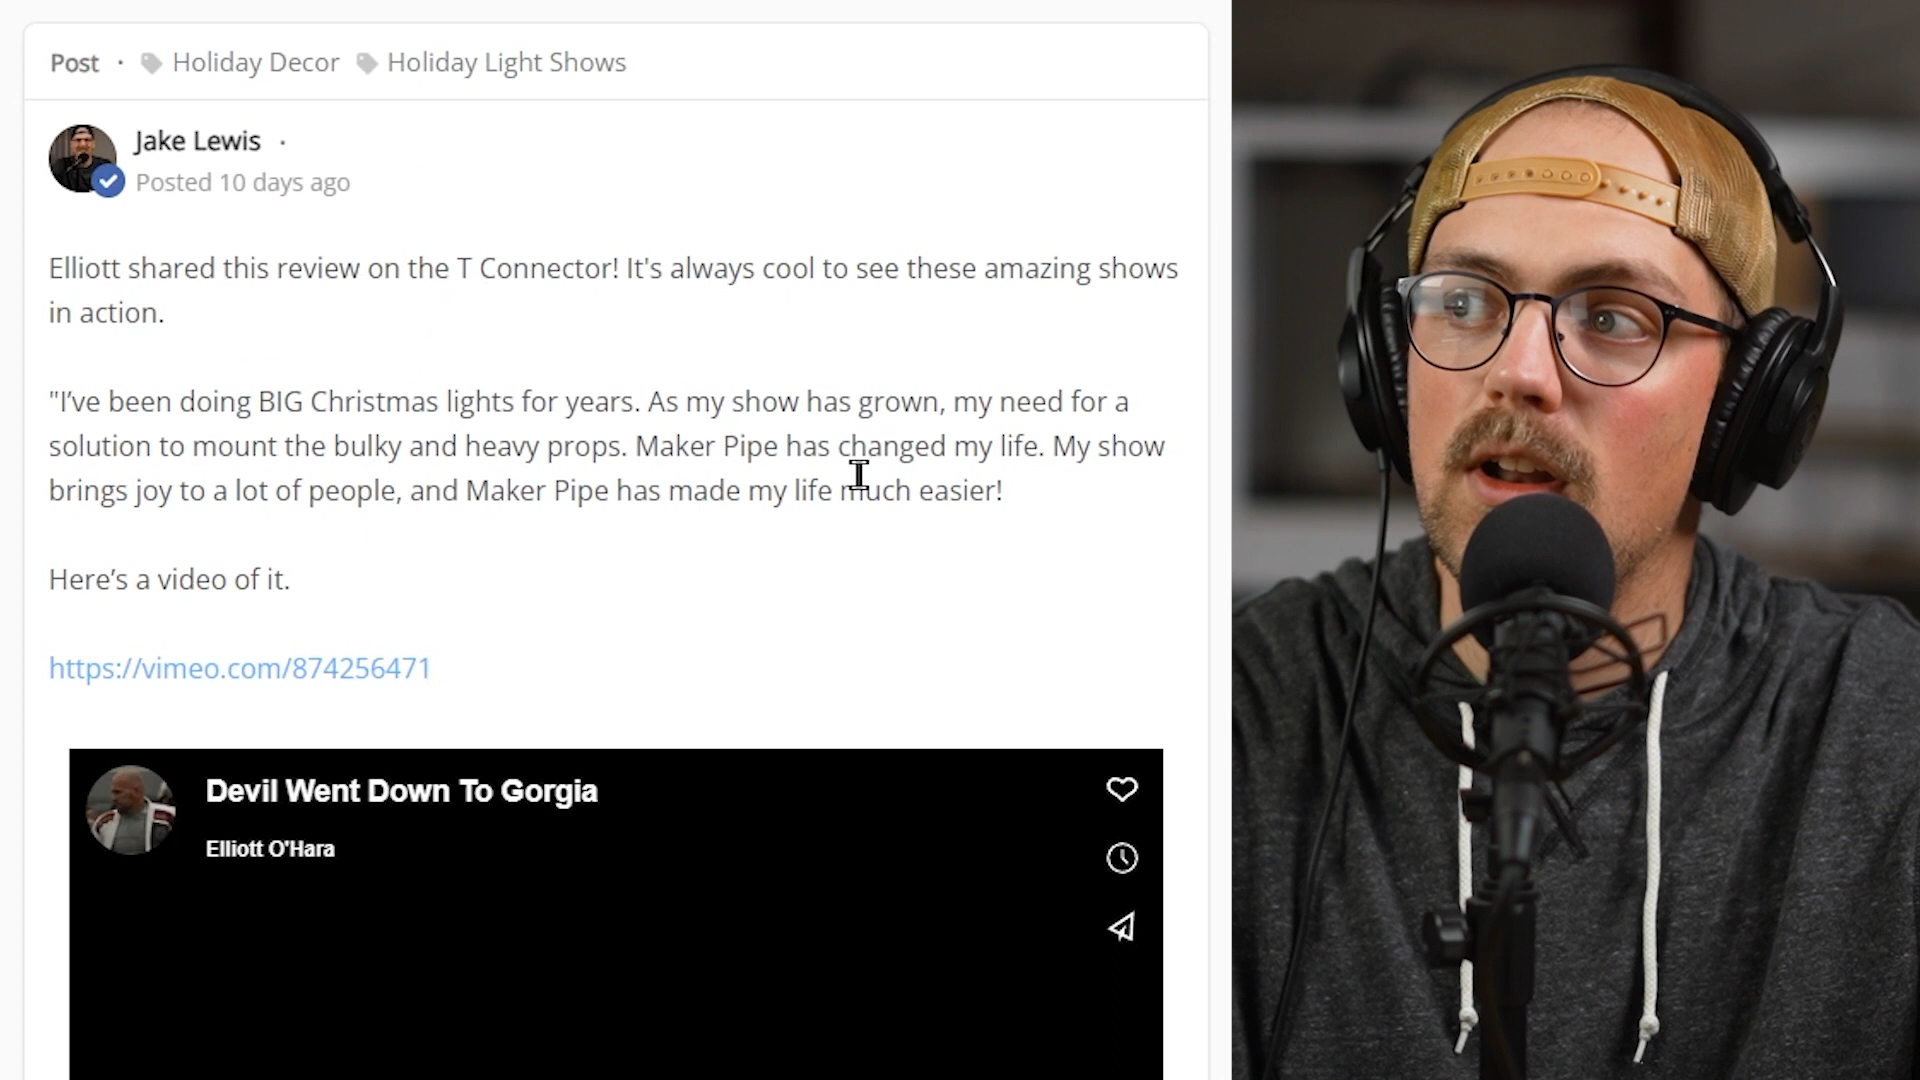 Post · Holiday Decor Holiday Light Shows
Jake Lewis ·
Posted 10 days ago
Elliott shared this review on the T Connector! It's always cool to see these amazing shows
in action.
"I’ve been doing BIG Christmas lights for years. As my show has grown, my need for a
solution to mount the bulky and heavy props. Maker Pipe has changed my life. My show
brings joy to a lot of people, and Maker Pipe has made my life much easier!
Here’s a video of it.
https://vimeo.com/874256471
Devil Went Down To Gorgia
Elliott O'Hara